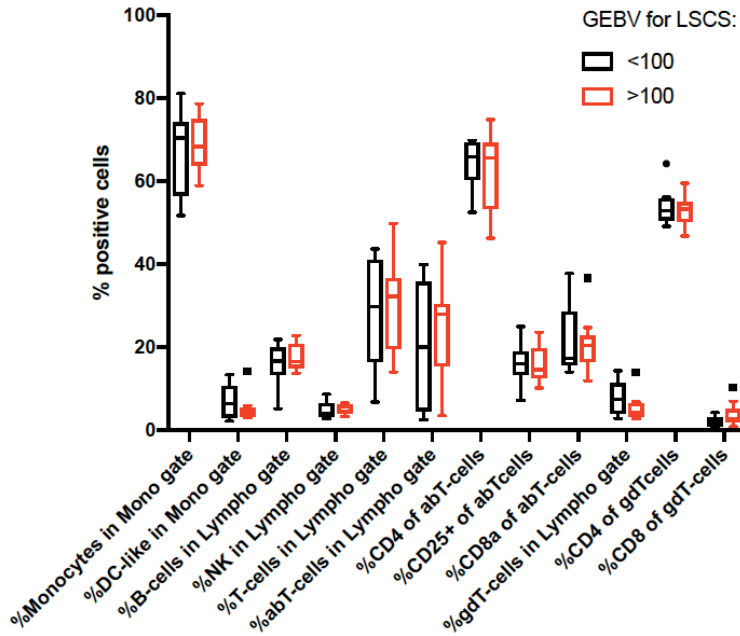 GEBV for LSCS:
<100
>100
% positive cells
100
80
60
40
20
0
%Monocytes in Mono gate
%DC-like in Mono gate
%B-cells in Lympho gate
%NK in Lympho gate
%T-cells in Lympho gate
%abT-cells in Lympho gate
%CD4 of abT-cells
%CD25+ of abTcells
%CD8a of abT-cells
%gdT-cells in Lympho gate
%CD4 of gdTcells
%CD8 of gdT-cells